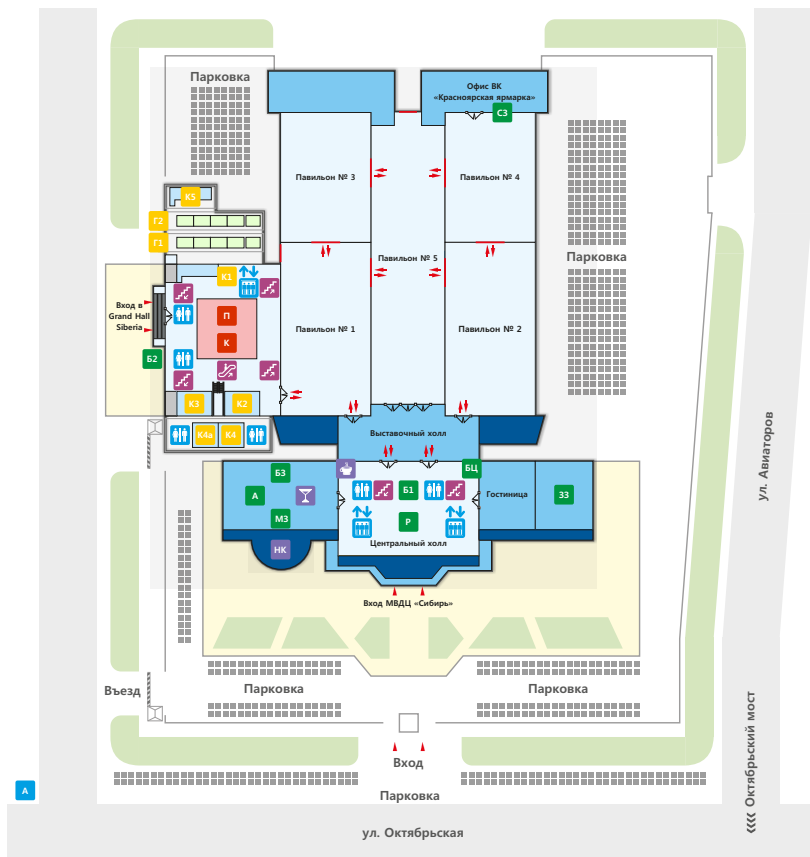 Офис ВК
«Красноярская ярмарка»
Парковка
СЗ
Павильон № 3
Павильон № 4
К5
Г2
Г1
Павильон № 5
Парковка
К1
Вход в
Grand Hall
Siberia
П
К
Павильон № 1
Павильон № 2
Б2
К3
К2
К4а
К4
Выставочный холл
ул. Авиаторов
БЗ
БЦ
А
Б1
Гостиница
ЗЗ
МЗ
Р
НК
Центральный холл
Вход МВДЦ «Сибирь»
Въезд
Парковка
Парковка
Вход
««« Октябрьский мост
А
Парковка
ул. Октябрьская